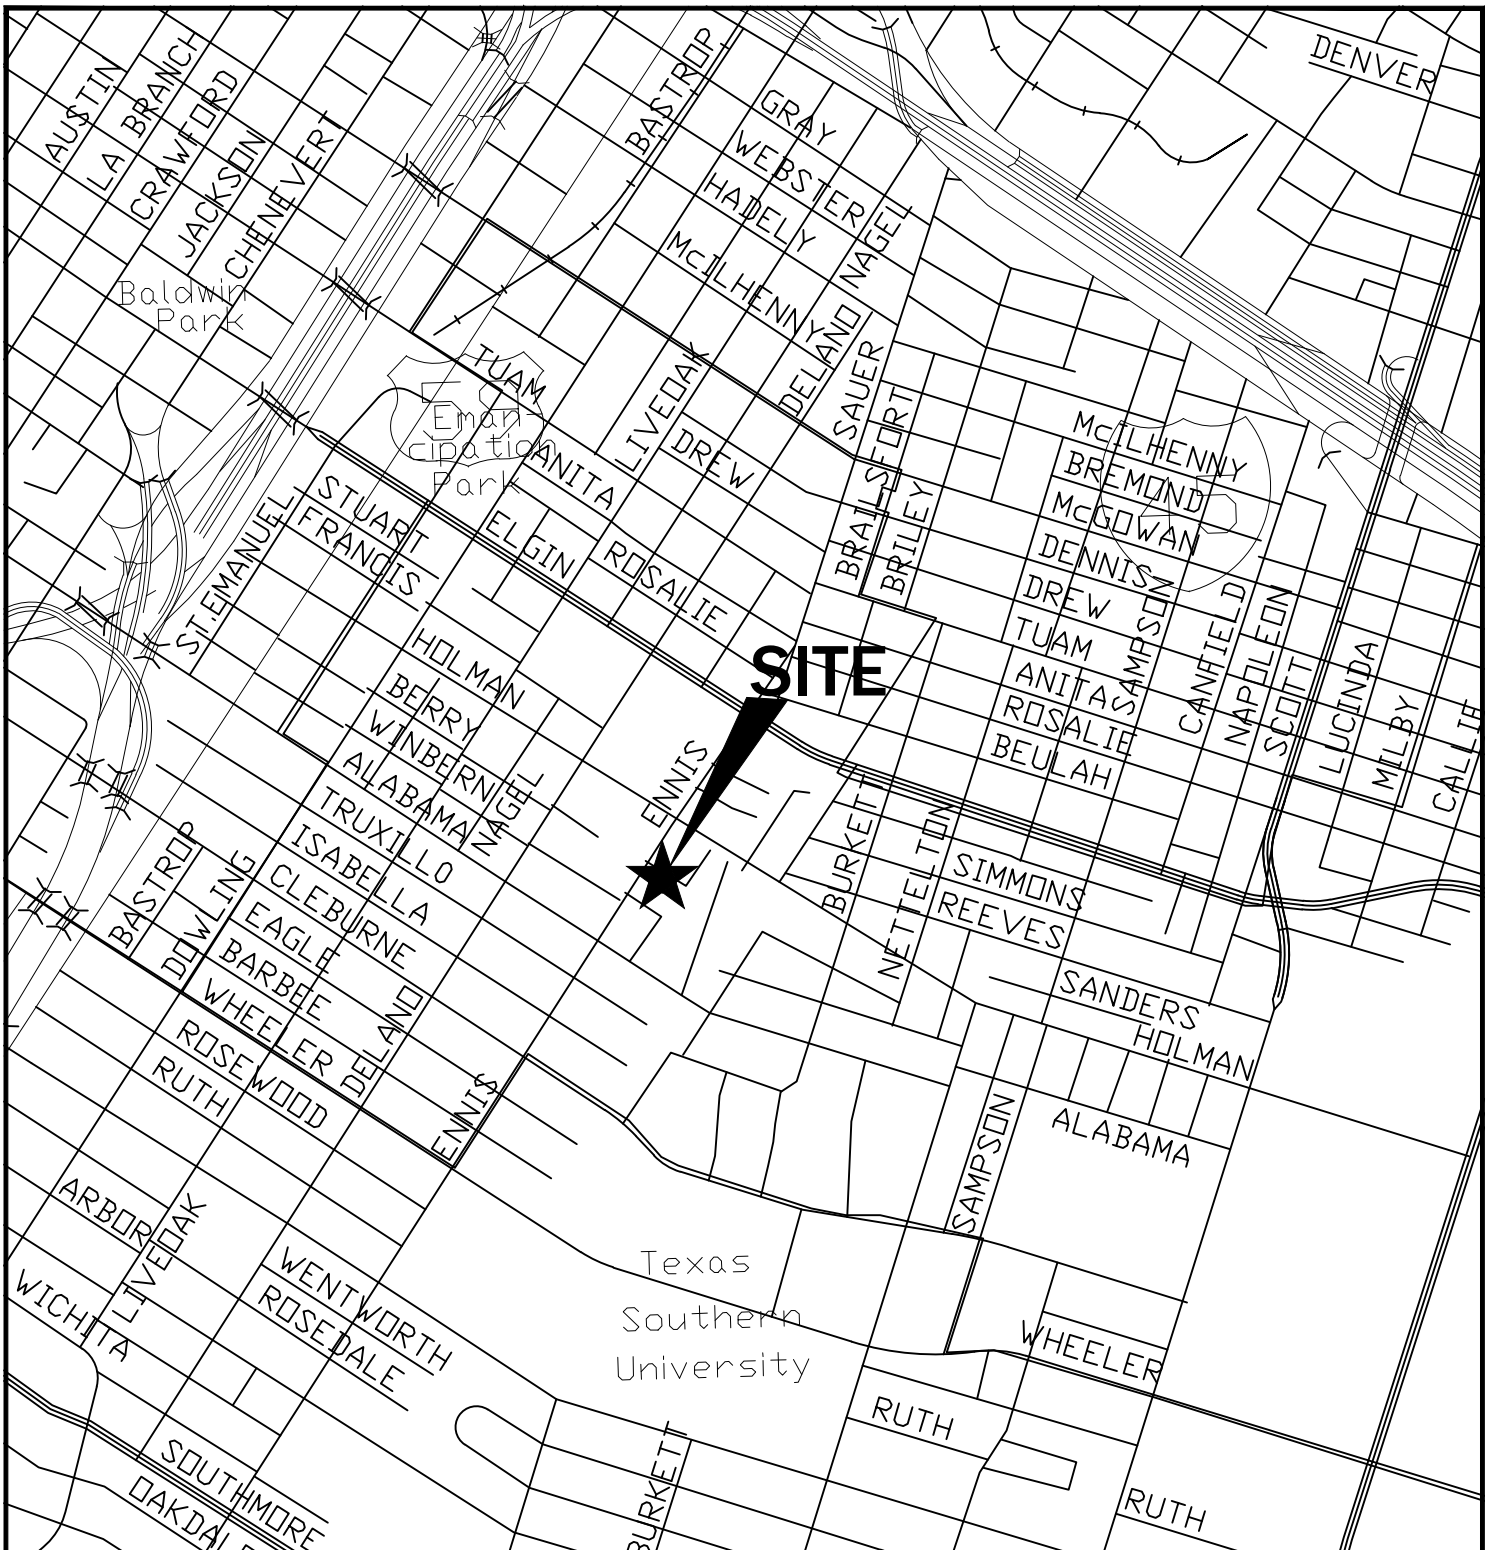 DENVER
AUSTIN
LA BRANCH
CRAWFORD
JACKSON
CHENEVERT
BASTROP
GRAY
WEBSTER
HADELY
McILHENNY
NAGEL
DELANO
Baldwin
Park
TUAM
Eman-
cipation
Park
LIVEOAK
DREW
SAUER
BRAILSFORT
BRILEY
McILHENNY
BREMOND
McGOWAN
DENNIS
DREW
TUAM
ANITA
ROSALIE
BEULAH
SAMPSON
CANFIELD
NAPOLEON
SCOTT
LUCINDA
MILBY
CALLIE
ANITA
STUART
FRANCIS
ELGIN
ROSALIE
ST.EMANUEL
HOLMAN
BERRY
WINBERN
ALABAMA
NAGEL
SITE
ENNIS
TRUXILLO
ISABELLA
CLEBURNE
EAGLE
BARBEE
WHEELER
BASTROP
DOWLING
BURKETT
NETTELTON
SIMMONS
REEVES
SANDERS
HOLMAN
ROSEWOOD
RUTH
DELANO
ENNIS
SAMPSON
ALABAMA
ARBOR
LIVEOAK
WICHITA
WENTWORTH
ROSEDALE
Texas
Southern
University
WHEELER
RUTH
SOUTHMORE
OAKDALE
BURKETT
RUTH